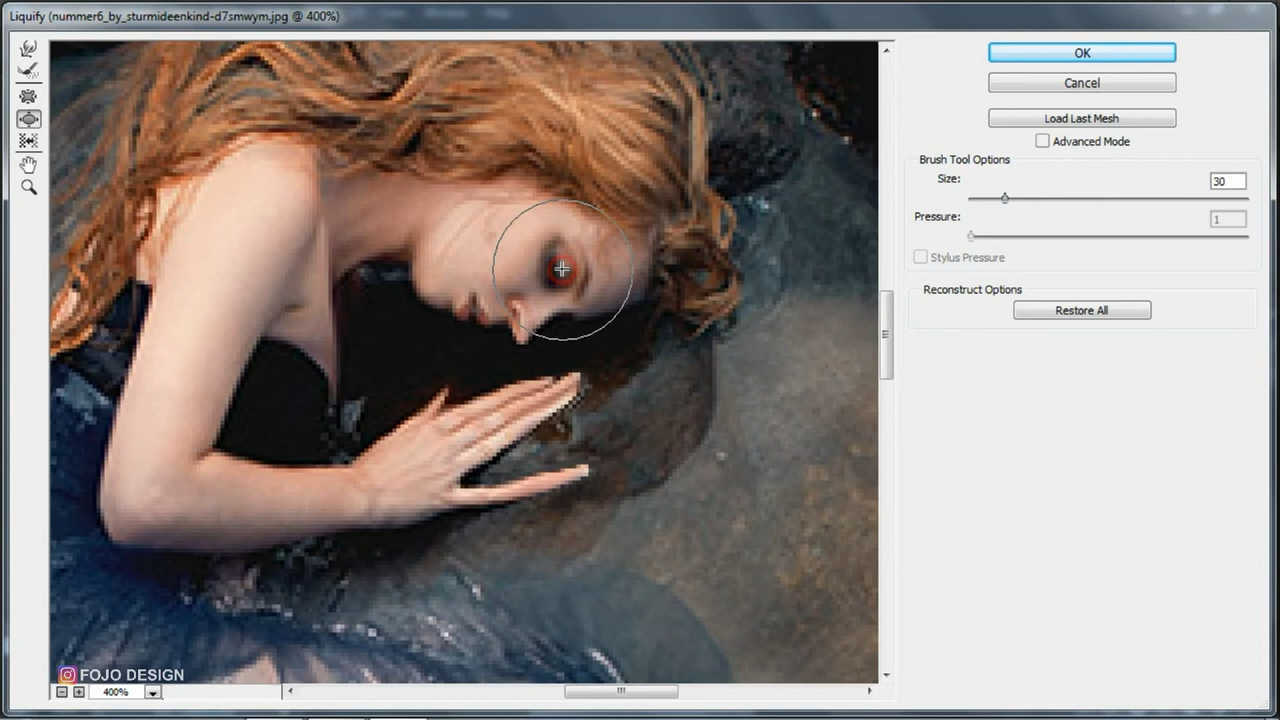 Liquify (nummer6_by_sturmideenkind-d7smwym.jpg @ 400%)
OK
Cancel
Load Last Mesh
Advanced Mode
Brush Tool Options
Size:
30
Pressure:
1
Stylus Pressure
Reconstruct Options
Restore All
FOJO DESIGN
400%